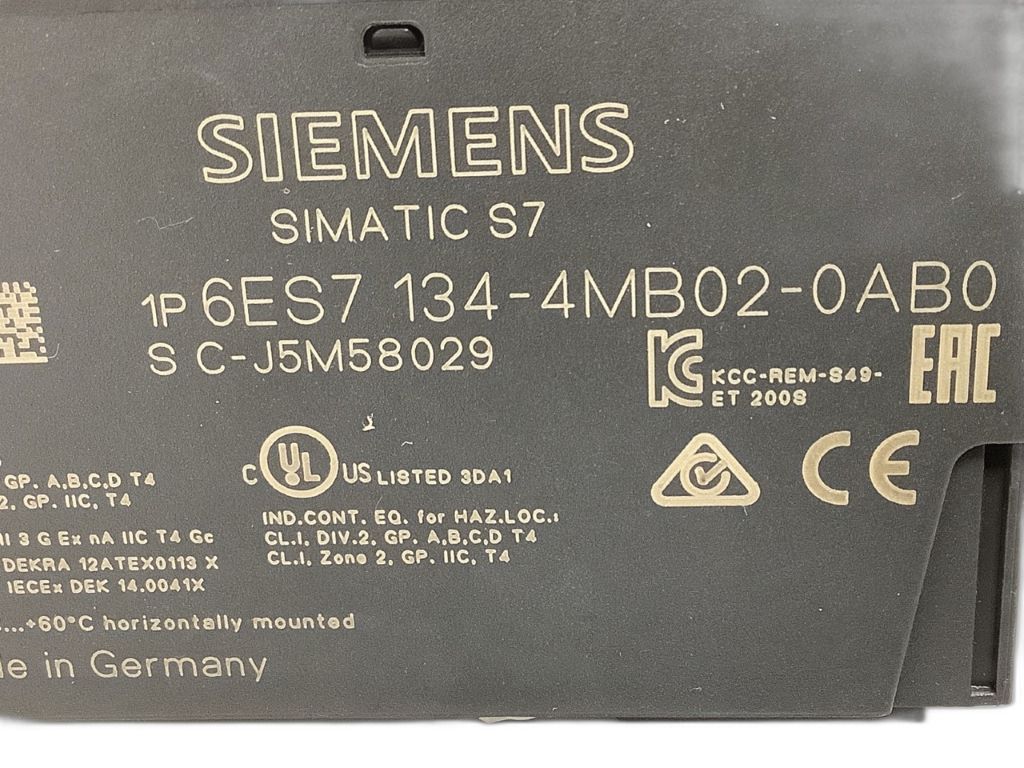 SIEMENS
SIMATIC S7
1P 6ES7 134-4MB02-0AB0
S C-J5M58029
KCC-REM-S49-
ET 200S
EAC
C UL US LISTED 3DA1
CE
GP. A,B,C,D T4
2, GP. IIC, T4
IND.CONT. EQ. for HAZ.LOC.:
CL.I, DIV.2, GP. A,B,C,D T4
CL.I, Zone 2, GP. IIC, T4
3 G Ex nA IIC T4 Gc
DEKRA 12ATEX0113 X
IECEx DEK 14.0041X
...+60°C horizontally mounted
in Germany